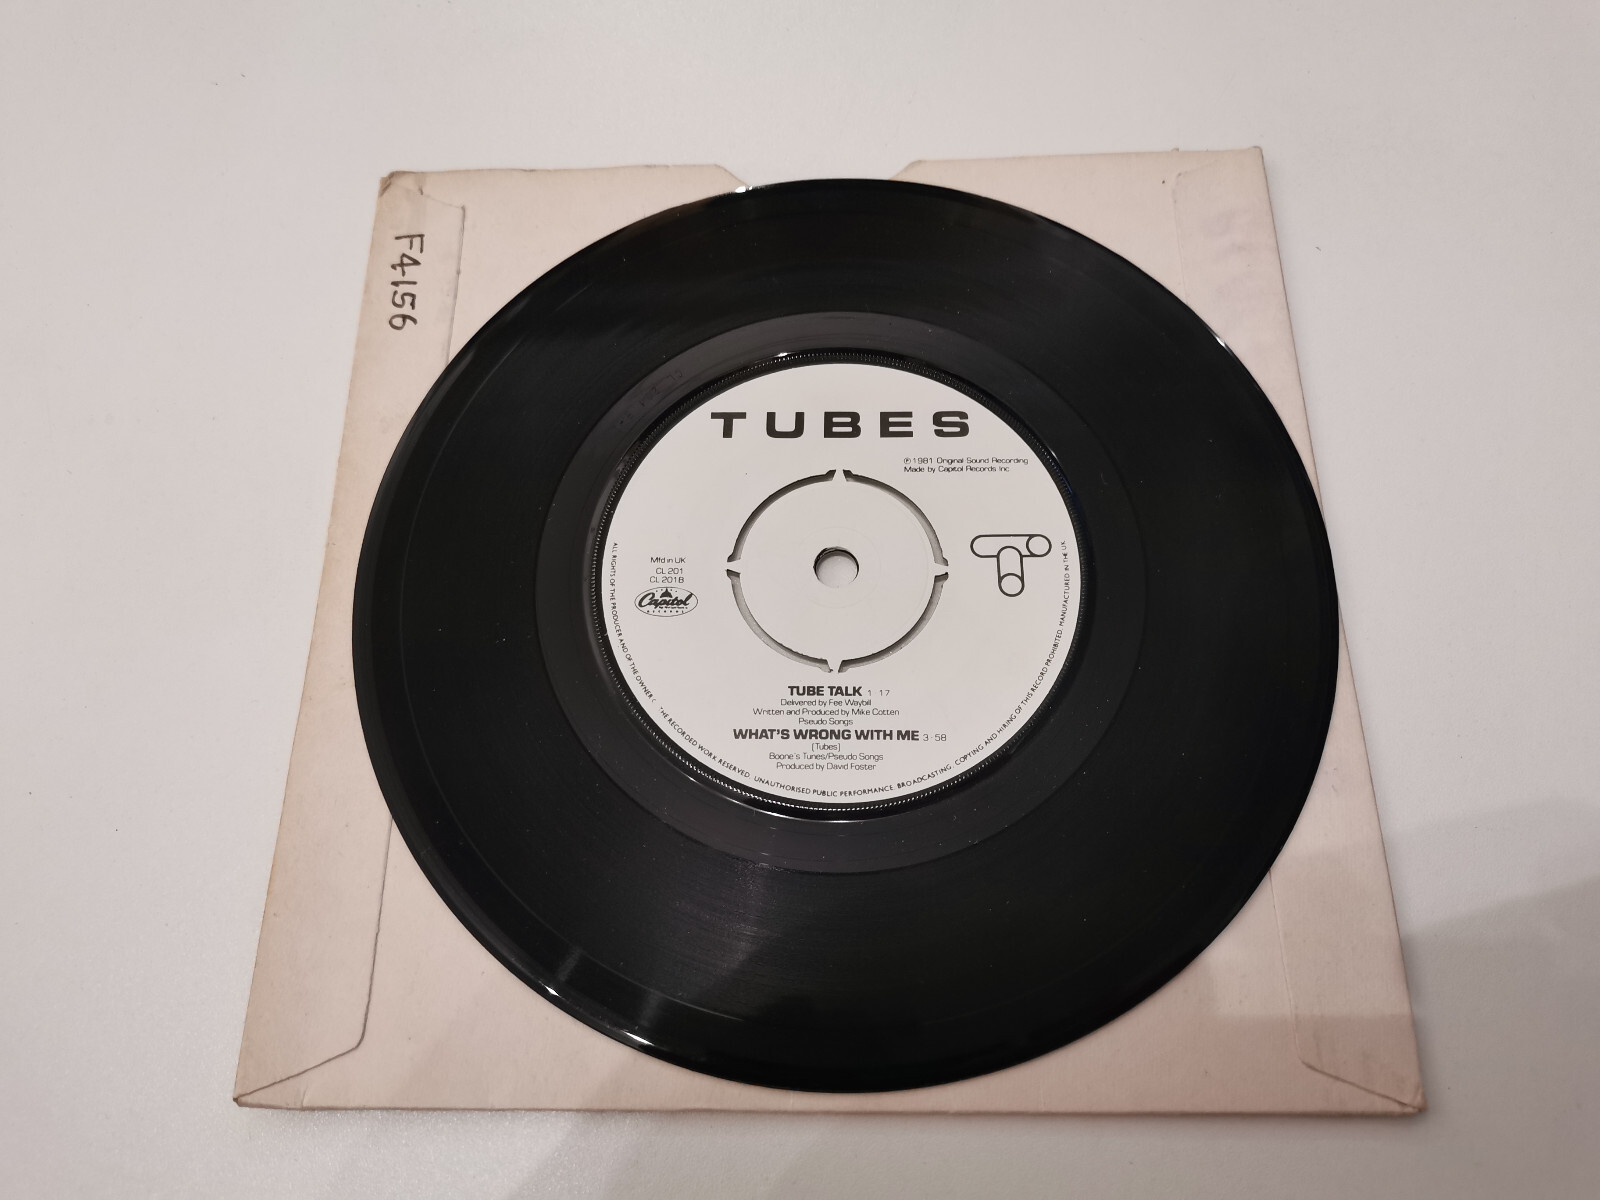 F4156
TUBES
℗ 1981 Original Sound Recording
Made by Capitol Records Inc
Mfd in UK
CL 201
CL 201B
Capitol
RECORDS
TUBE TALK 1·17
Delivered by Fee Waybill
Written and Produced by Mike Cotten
Pseudo Songs
WHAT'S WRONG WITH ME 3·58
(Tubes)
Boone's Tunes/Pseudo Songs
Produced by David Foster
ALL RIGHTS OF THE PRODUCER AND OF THE OWNER THE RECORDED WORK RESERVED. UNAUTHORISED PUBLIC PERFORMANCE. BROADCASTING. COPYING AND HIRING OF THIS RECORD PROHIBITED. MANUFACTURED IN THE UK.